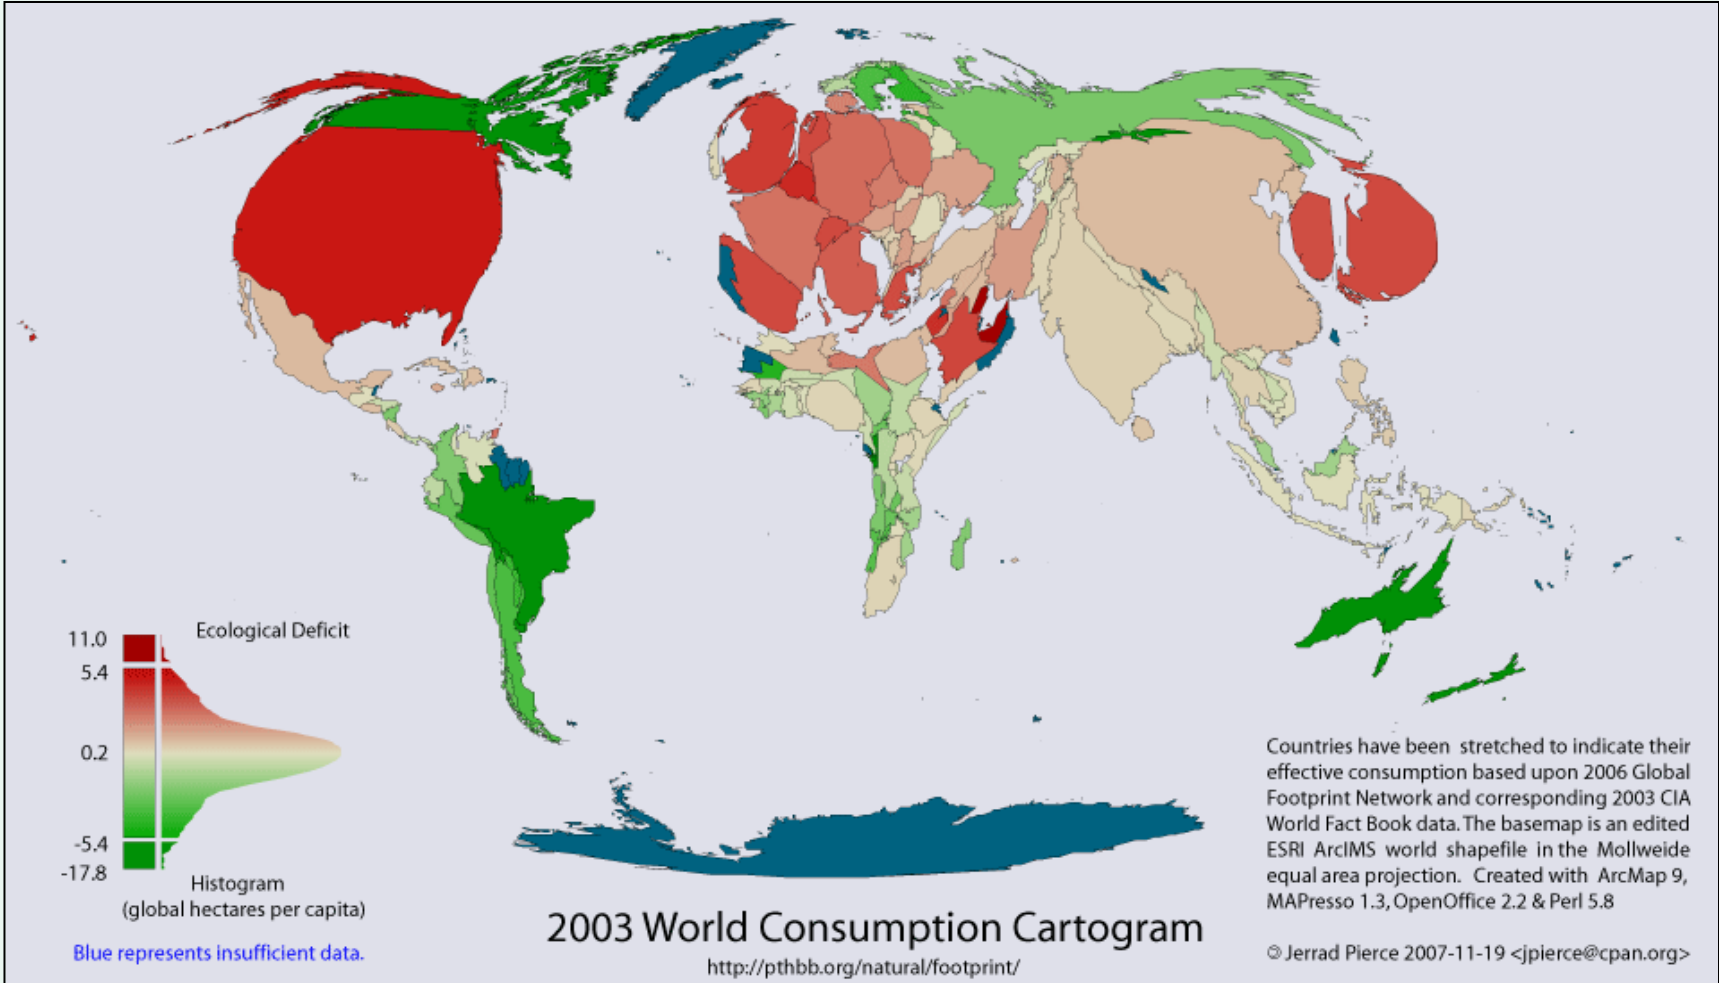 Ecological Deficit
11.0
5.4
0.2
-5.4
-17.8
Histogram
(global hectares per capita)
Blue represents insufficient data.
2003 World Consumption Cartogram
http://pthbb.org/natural/footprint/
Countries have been stretched to indicate their
effective consumption based upon 2006 Global
Footprint Network and corresponding 2003 CIA
World Fact Book data. The basemap is an edited
ESRI ArcIMS world shapefile in the Mollweide
equal area projection. Created with ArcMap 9,
MAPresso 1.3, OpenOffice 2.2 & Perl 5.8
© Jerrad Pierce 2007-11-19 <jpierce@cpan.org>